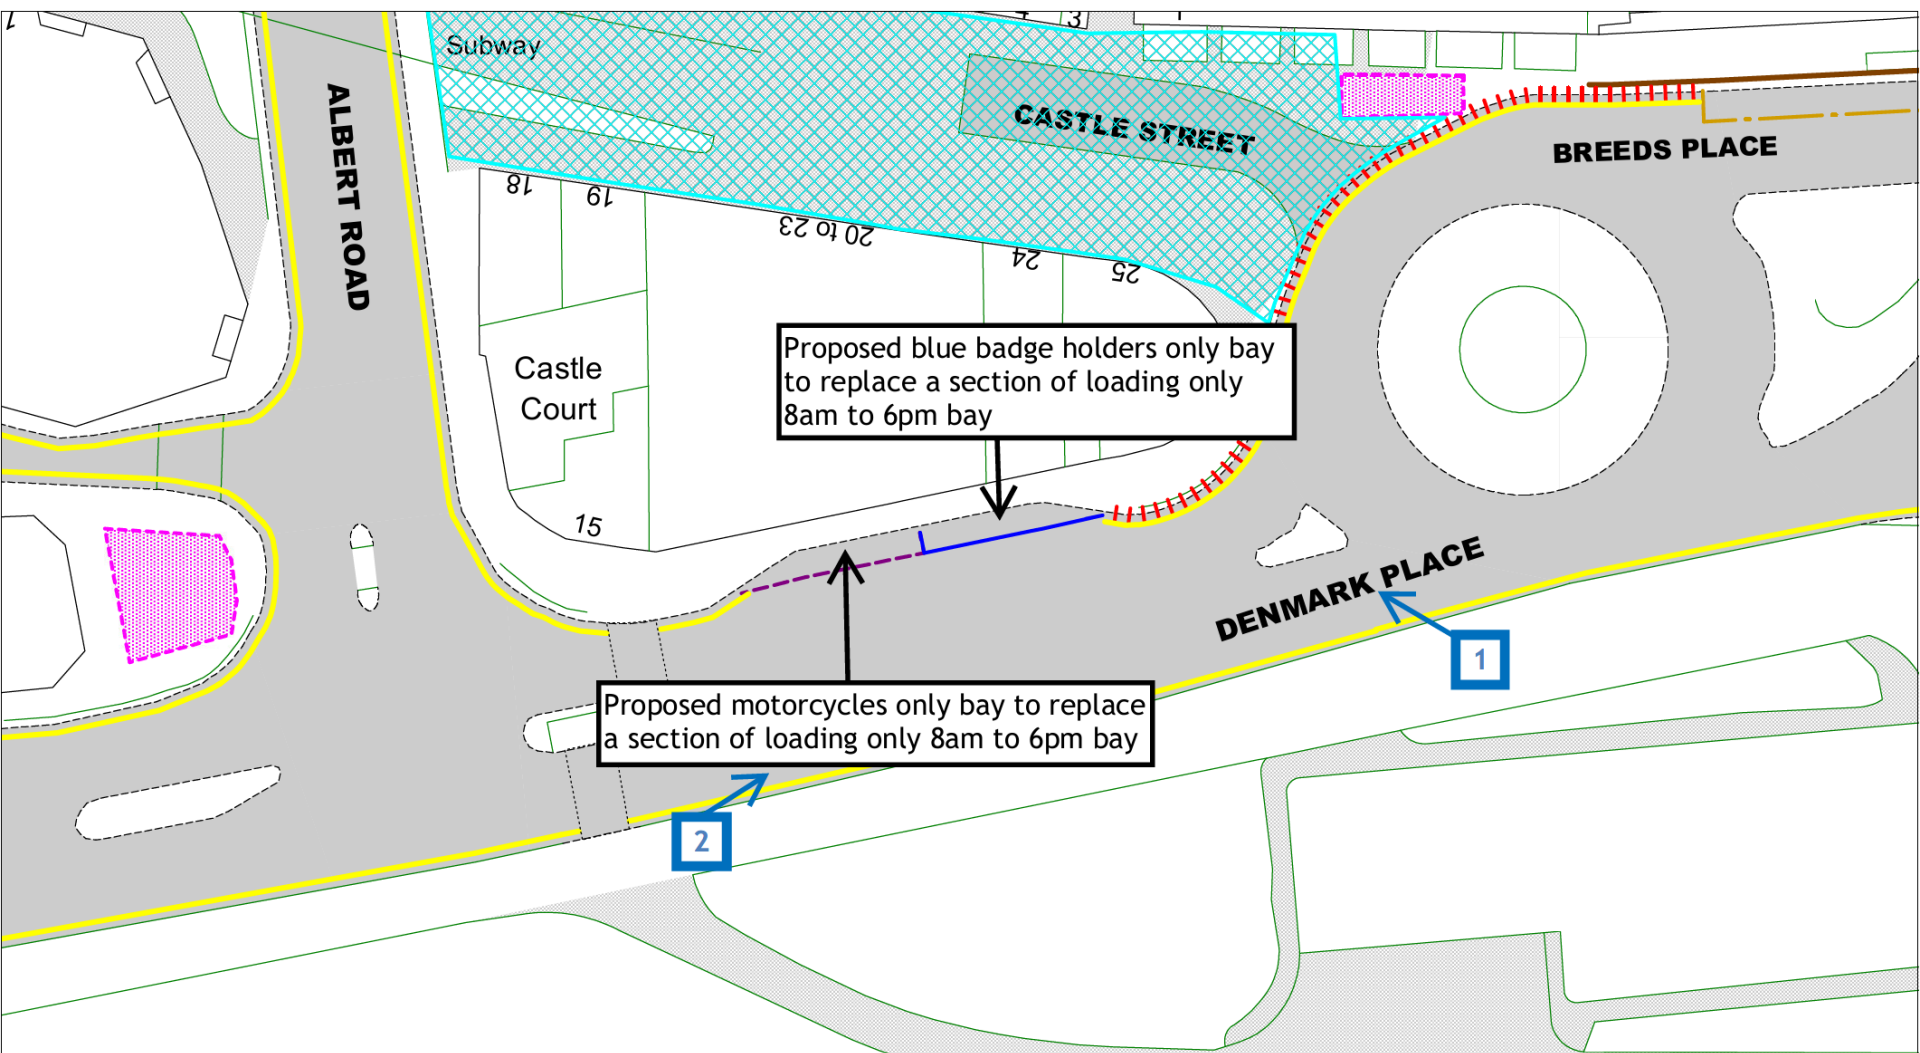 Subway
3
CASTLE STREET
BREEDS PLACE
ALBERT ROAD
18
19
20 to 23
24
25
Proposed blue badge holders only bay
to replace a section of loading only
8am to 6pm bay
Castle
Court
15
DENMARK PLACE
1
Proposed motorcycles only bay to replace
a section of loading only 8am to 6pm bay
2